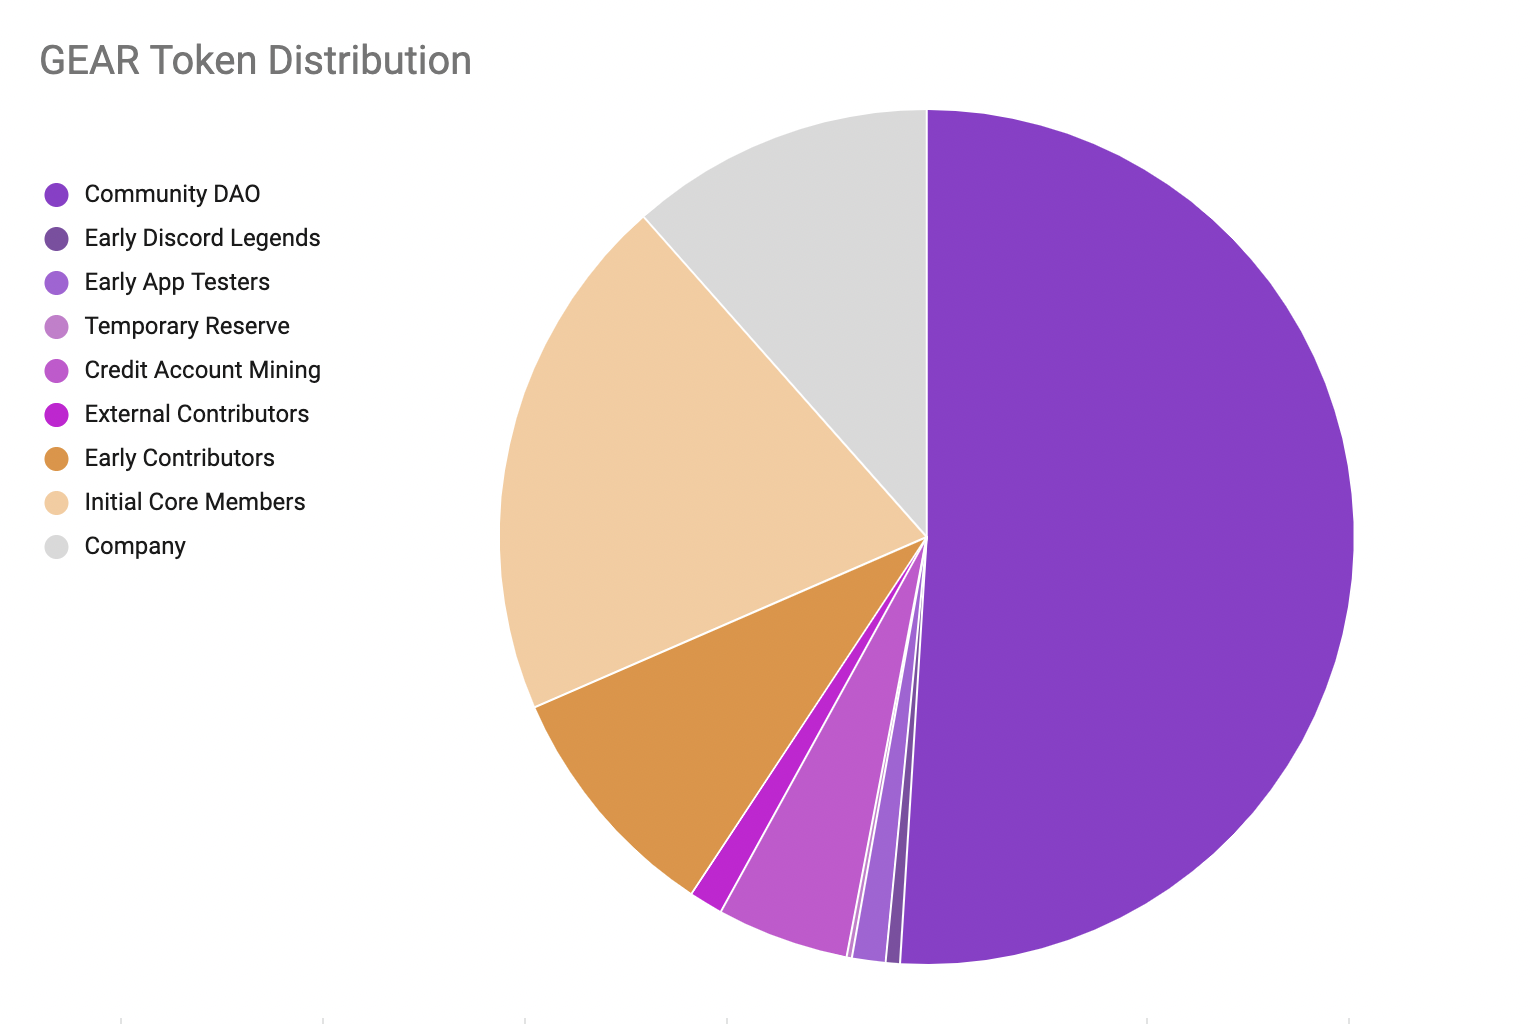 GEAR Token Distribution
Community DAO
Early Discord Legends
Early App Testers
Temporary Reserve
Credit Account Mining
External Contributors
Early Contributors
Initial Core Members
Company